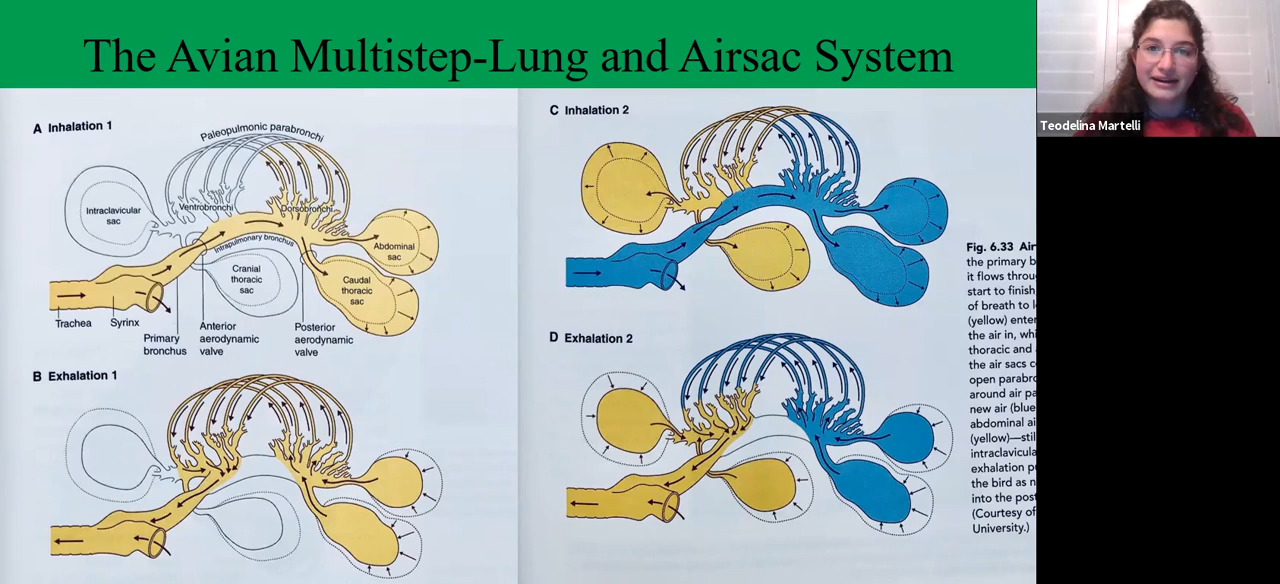 The Avian Multistep-Lung and Airsac System
Teodelina Martelli
A Inhalation 1
Paleopulmonic parabronchi
Intraclavicular
sac
Ventrobronchi
Dorsobronchi
Intrapulmonary bronchus
Abdominal
sac
Cranial
thoracic
sac
Caudal
thoracic
sac
Trachea
Syrinx
Primary
bronchus
Anterior
aerodynamic
valve
Posterior
aerodynamic
valve
B Exhalation 1
C Inhalation 2
D Exhalation 2
Fig. 6.33 Air
the primary b
it flows throu
start to finish
of breath to l
(yellow) enter
the air in, whi
thoracic and
the air sacs c
open parabro
around air pa
new air (blue
abdominal ai
(yellow)—stil
intraclavicula
exhalation p
the bird as n
into the post
(Courtesy of
University.)